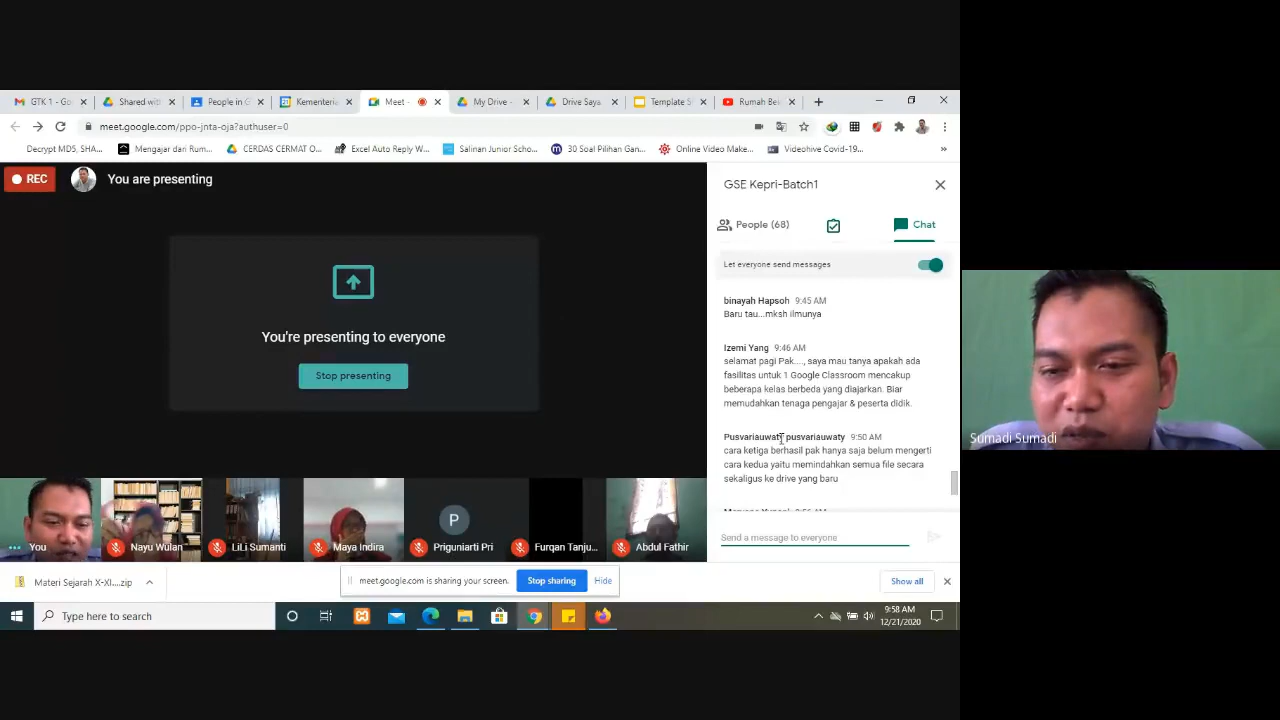 GTK 1 - Go
Shared with
People in G
Kementeria
Meet -
My Drive -
Drive Saya
Template S
Rumah Bel
meet.google.com/ppo-jnta-oja?authuser=0
Decrypt MD5, SHA...
Mengajar dari Rum...
CERDAS CERMAT O...
Excel Auto Reply W...
Salinan Junior Scho...
30 Soal Pilihan Gan...
Online Video Make...
Videohive Covid-19...
REC
You are presenting
GSE Kepri-Batch1
People (68)
Chat
Let everyone send messages
binayah Hapsoh 9:45 AM
Baru tau...mksh ilmunya
Izemi Yang 9:46 AM
selamat pagi Pak...., saya mau tanya apakah ada
fasilitas untuk 1 Google Classroom mencakup
beberapa kelas berbeda yang diajarkan. Biar
memudahkan tenaga pengajar & peserta didik.
Pusvariauwaty pusvariauwaty 9:50 AM
cara ketiga berhasil pak hanya saja belum mengerti
cara kedua yaitu memindahkan semua file secara
sekaligus ke drive yang baru
Send a message to everyone
You're presenting to everyone
Stop presenting
You
Nayu Wulan
LiLi Sumanti
Maya Indira
P
Priguniarti Pri
Furqan Tanju...
Abdul Fathir
Sumadi Sumadi
Materi Sejarah X-XI....zip
meet.google.com is sharing your screen.
Stop sharing
Hide
Show all
Type here to search
9:58 AM
12/21/2020